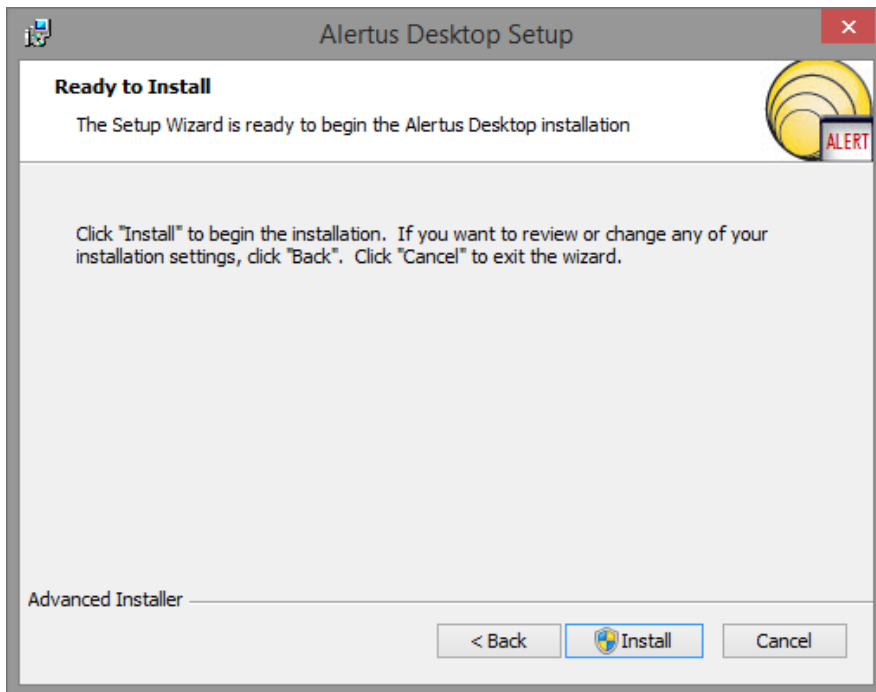 Alertus Desktop Setup
Ready to Install
The Setup Wizard is ready to begin the Alertus Desktop installation
ALERT
Click "Install" to begin the installation.  If you want to review or change any of your
installation settings, click "Back".  Click "Cancel" to exit the wizard.
Advanced Installer
< Back
Install
Cancel